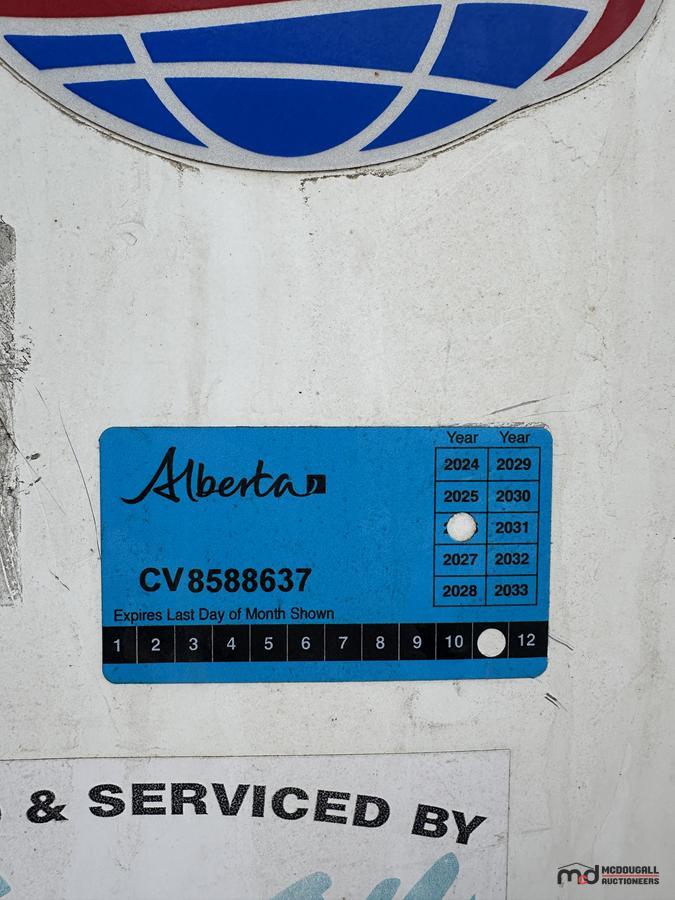 Alberta
Year Year
2024 2029
2025 2030
2031
2027 2032
2028 2033
CV8588637
Expires Last Day of Month Shown
1 2 3 4 5 6 7 8 9 10 12
& SERVICED BY
md MCDOUGALL
AUCTIONEERS